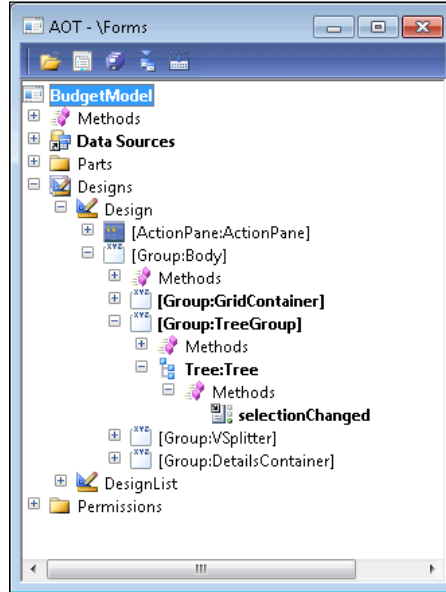 AOT - \Forms
BudgetModel
Methods
Data Sources
Parts
Designs
Design
[ActionPane:ActionPane]
[Group:Body]
Methods
[Group:GridContainer]
[Group:TreeGroup]
Methods
Tree:Tree
Methods
selectionChanged
[Group:VSplitter]
[Group:DetailsContainer]
DesignList
Permissions